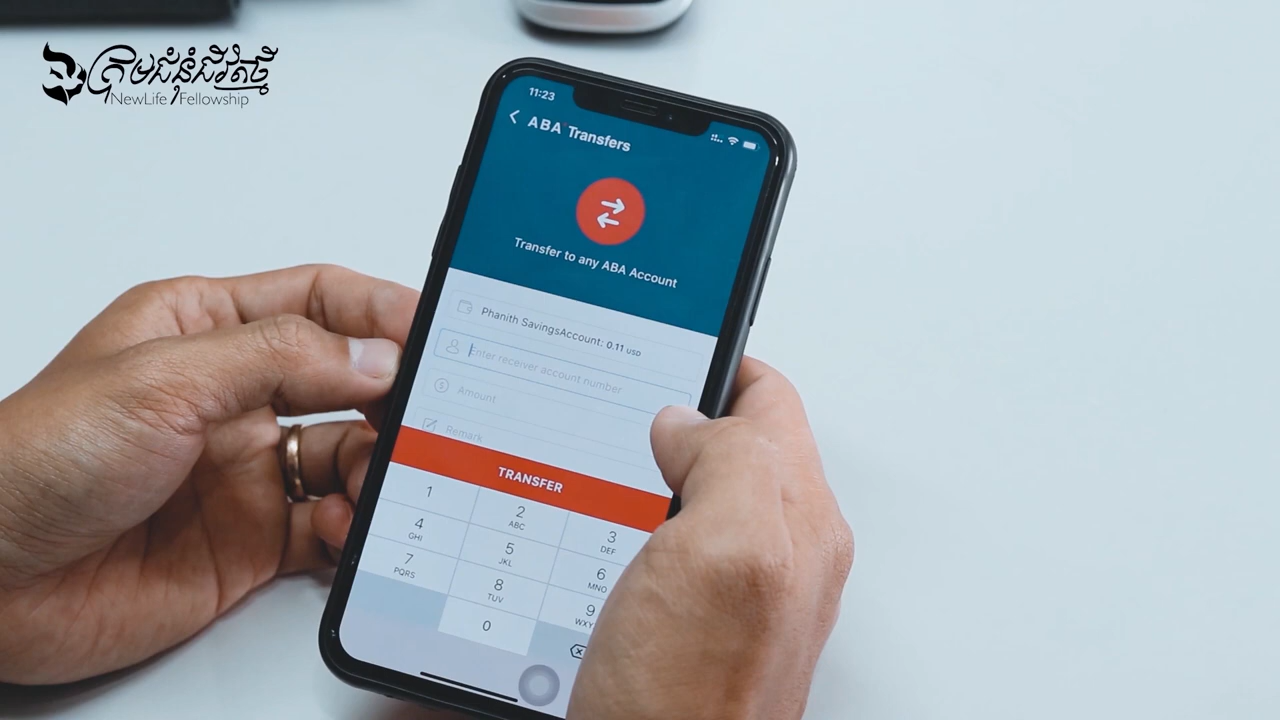 ក្រុមជំនុំជីវិតថ្មី
NewLife Fellowship
11:23
ABA Transfers
Transfer to any ABA Account
Phanith SavingsAccount: 0.11 USD
Enter receiver account number
Amount
Remark
TRANSFER
1
2
ABC
3
DEF
4
GHI
5
JKL
6
MNO
7
PQRS
8
TUV
9
0